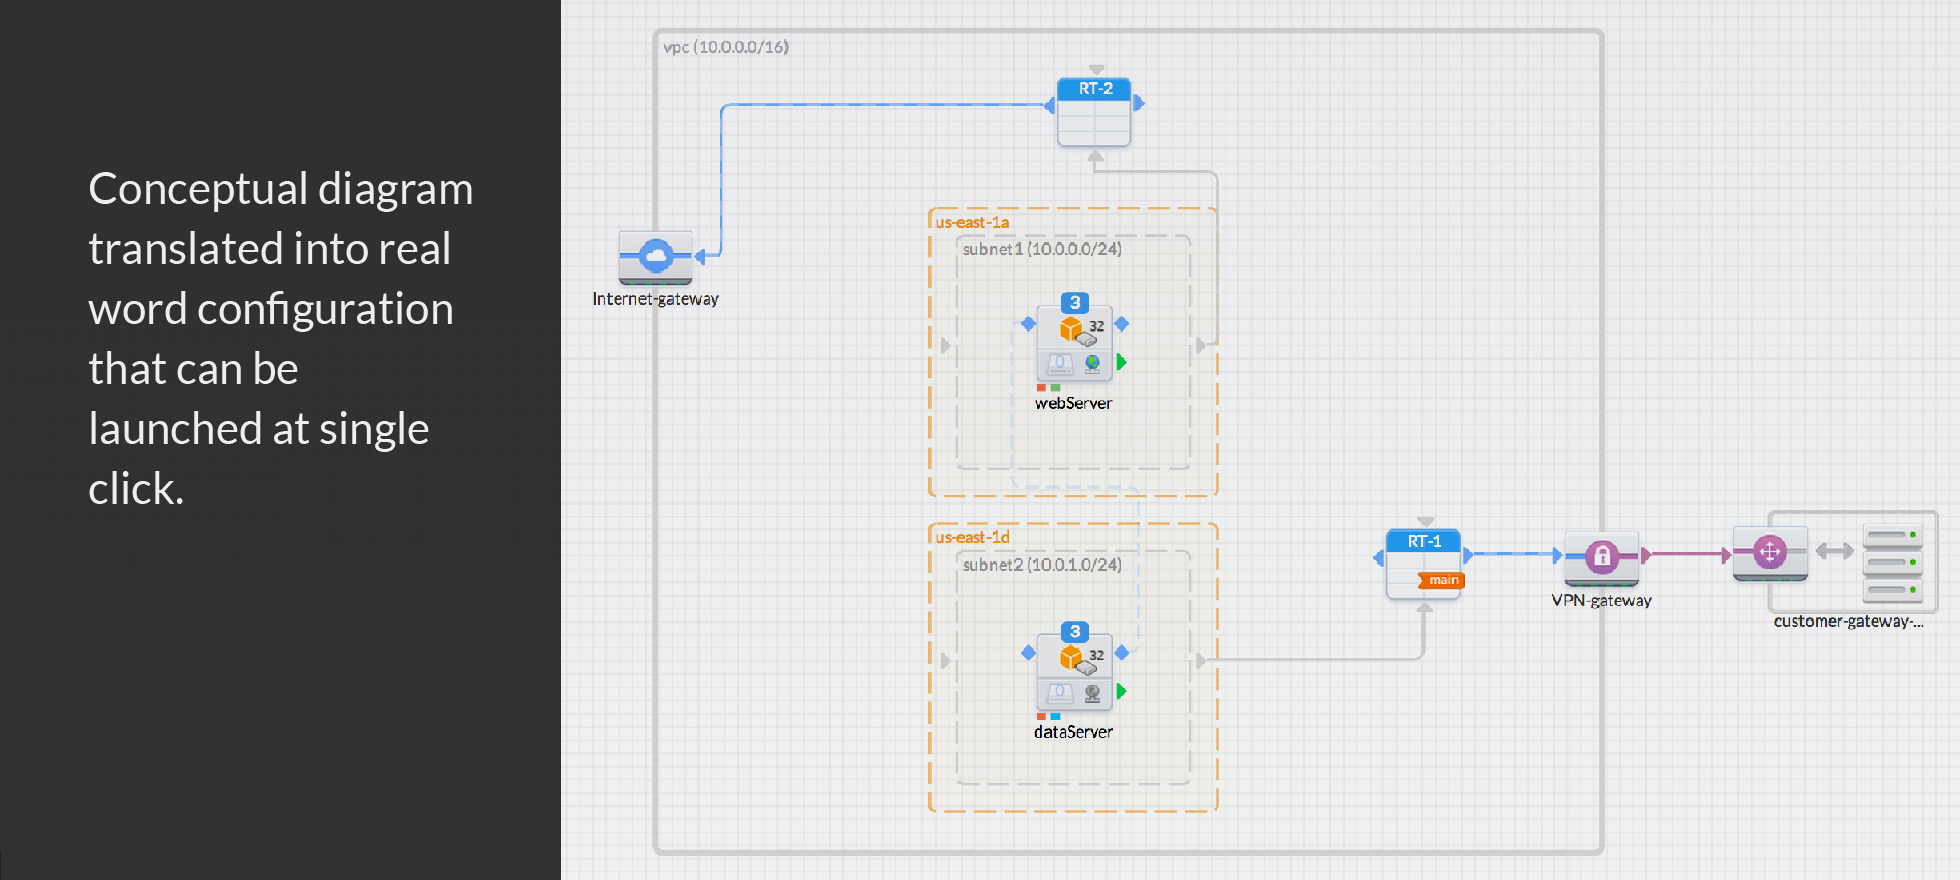 Conceptual diagram
translated into real
word configuration
that can be
launched at single
click.
vpc (10.0.0.0/16)
RT-2
Internet-gateway
us-east-1a
subnet1 (10.0.0.0/24)
3
32
webServer
us-east-1d
subnet2 (10.0.1.0/24)
3
32
dataServer
RT-1
main
VPN-gateway
customer-gateway-...